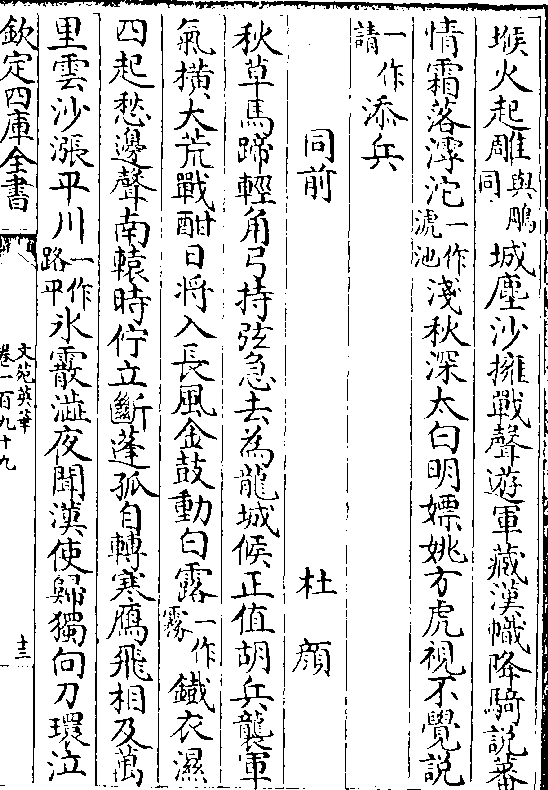 堠火起雕與鵰同城塵沙擁戰聲遊軍藏漢幟降騎說蕃
情霜落滹沱一作滮池淺秋深太白明嫖姚方虎視不覺說
一作請添兵
同前　杜顔
秋草馬蹄輕角弓持弦急去為龍城候正值胡兵襲軍
氣横大荒戰酣日将入長風金鼓動白露一作霧鐡衣濕
四起愁邊聲南轅時佇立斷蓬孤自轉寒鴈飛相及萬
里雲沙漲平川一作路平氷霰澁夜聞漢使歸獨向刀環泣
欽定四庫全書
文苑英華
卷一百九十九
十三